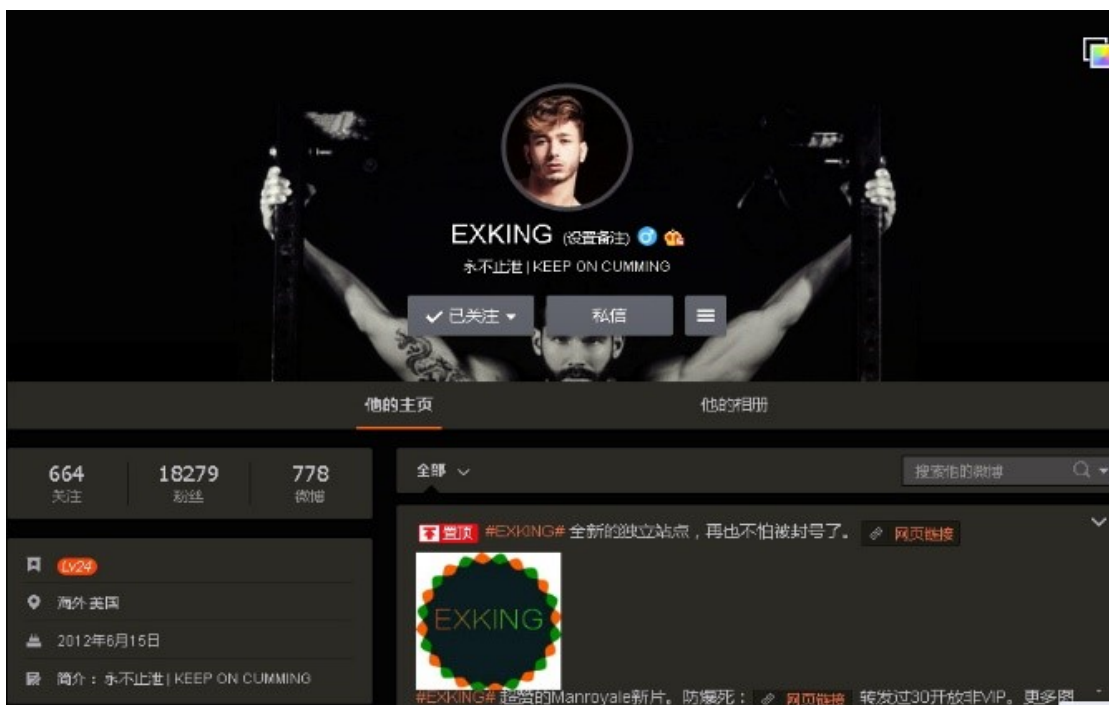 EXKING (设置备注)
永不止泄 | KEEP ON CUMMING
已关注
私信
他的主页
他的相册
664
关注
18279
粉丝
778
微博
全部
搜索他的微博
置顶 #EXKING# 全新的独立站点,再也不怕被封号了。 网页链接
EXKING
Lv24
海外 美国
2012年6月15日
简介: 永不止泄 | KEEP ON CUMMING
#EXKING# 超赞的Manroyale新片。防爆死: 网页链接 转发过30开放非VIP。更多图